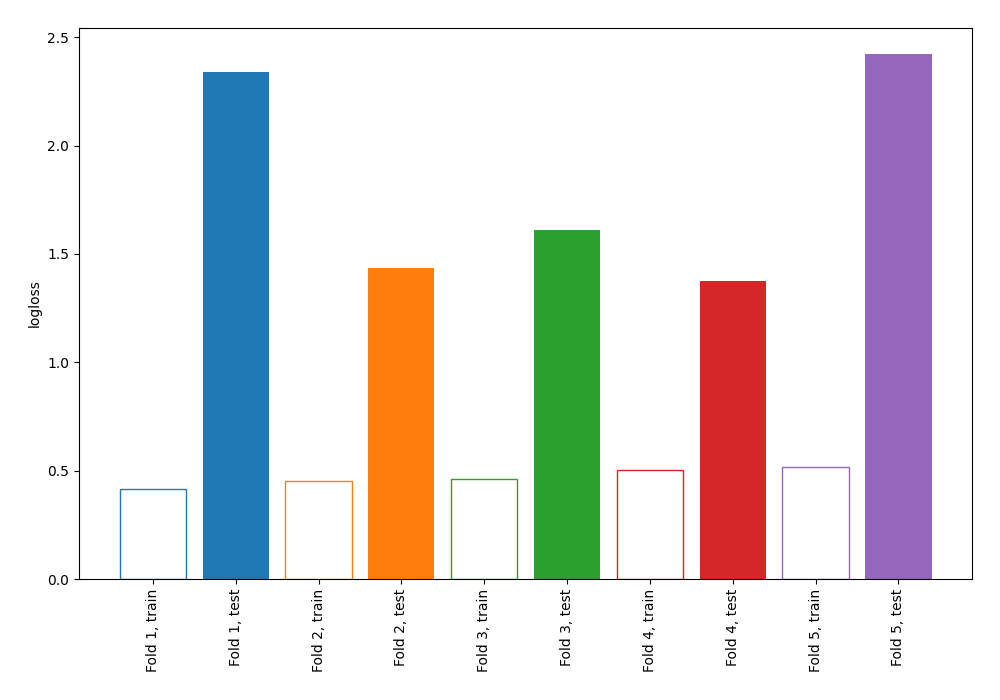 2.5
2.0
1.5
1.0
0.5
0.0
logloss
Fold 1, train
Fold 1, test
Fold 2, train
Fold 2, test
Fold 3, train
Fold 3, test
Fold 4, train
Fold 4, test
Fold 5, train
Fold 5, test